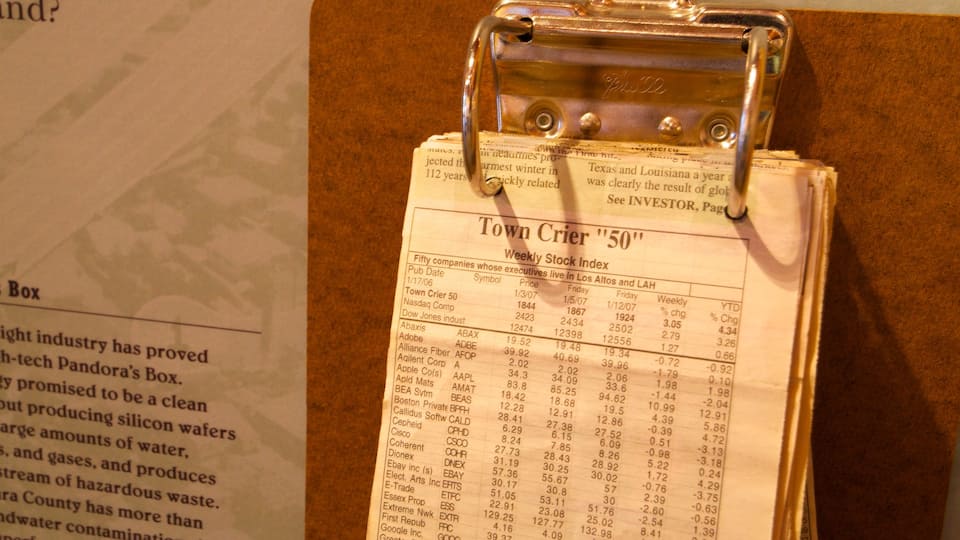 and?
Box
ight industry has proved
h-tech Pandora's Box.
gy promised to be a clean
but producing silicon wafers
arge amounts of water,
s, and gases, and produces
stream of hazardous waste.
ara County has more than
ndwater contaminatio
headlines pro-
jected th armest winter in
112 years ickly related
Texas and Louisiana a year
was clearly the result of glo
See INVESTOR, Pag
Town Crier "50"
Weekly Stock Index
Fifty companies whose executives live in Los Altos and LAH
Pub Date Symbol Price Friday Friday Weekly YTD
1/17/06 1/3/07 1/5/07 1/12/07 % chg % Chg
Town Crier 50 1844 1867 1924 3.05 4.34
Nasdaq Comp 2423 2434 2502 2.79 3.26
Dow Jones indust 12474 12398 12556 1.27 0.66
Abaxis ABAX 19.52 19.48 19.34 -0.72 -0.92
Adobe ADBE 39.92 40.69 39.96 -1.79 0.10
Alliance Fiber AFOP 2.02 2.02 2.06 1.98 1.98
Agilent Corp A 34.3 34.09 33.6 -1.44 -2.04
Apple Co(s) AAPL 83.8 85.25 94.62 10.99 12.91
Apld Mats AMAT 18.42 18.68 19.5 4.39 5.86
BEA Sytm BEAS 12.28 12.91 12.86 -0.39 4.72
Boston Private BPFH 28.41 27.38 27.52 0.51 -3.13
Callidus Softw CALD 6.29 6.15 6.09 -0.98 -3.18
Cepheid CPHD 8.24 7.85 8.26 5.22 0.24
Cisco CSCO 27.73 28.43 28.92 1.72 4.29
Coherent COHR 31.19 30.25 30.02 -0.76 -3.75
Dionex DNEX 57.36 55.67 57 2.39 -0.63
Ebay inc (s) EBAY 30.17 30.8 30 -2.60 -0.56
Elect. Arts Inc ERTS 51.05 53.11 51.76 -2.54 1.39
E-Trade ETFC 22.91 23.08 25.02 8.41
Essex Prop ESS 129.25 127.77 132.98
Extreme Nwk EXTR 4.16 4.09
First Repub FRC 39.37
Google Inc. GOOG